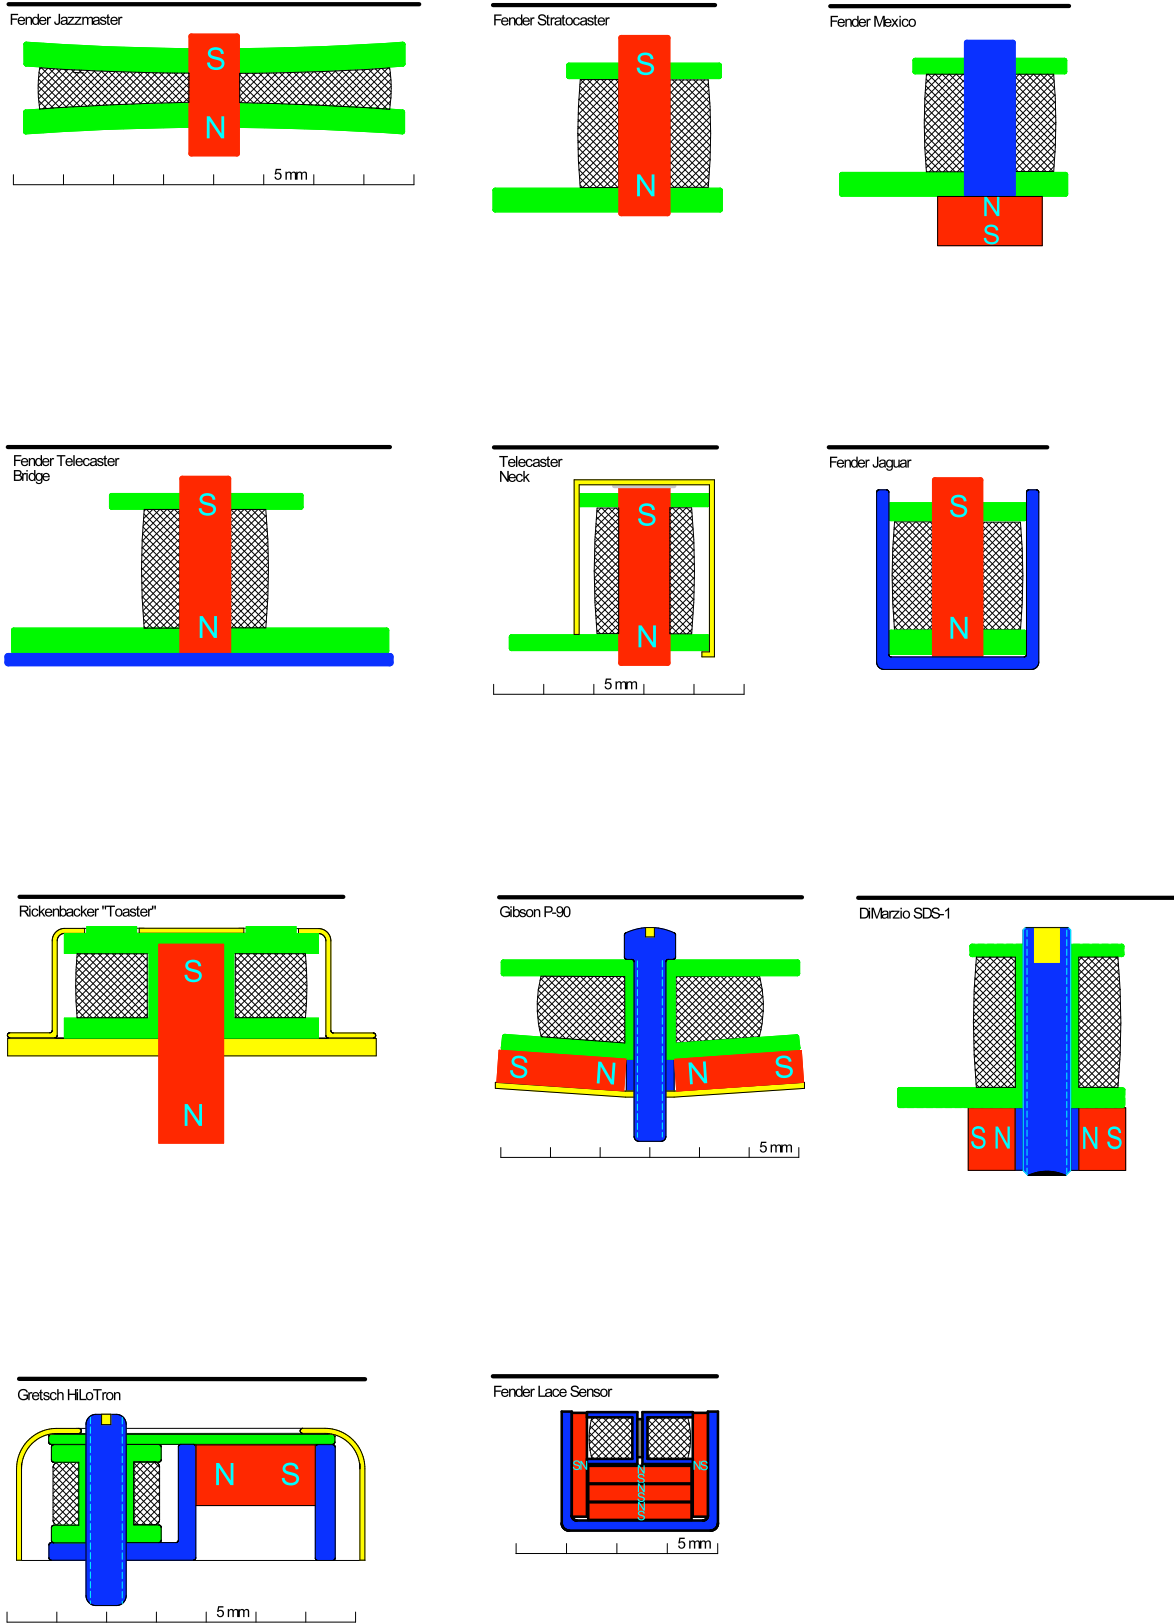 Fender Jazzmaster
S
N
5 mm
Fender Stratocaster
S
N
Fender Mexico
N
S
Fender Telecaster
Bridge
S
N
Telecaster
Neck
S
N
5 mm
Fender Jaguar
S
N
Rickenbacker "Toaster"
S
N
Gibson P-90
S N N S
5 mm
DiMarzio SDS-1
S N N S
Gretsch HiLoTron
N S
5 mm
Fender Lace Sensor
SN NS
N
S
N
S
N
S
5 mm